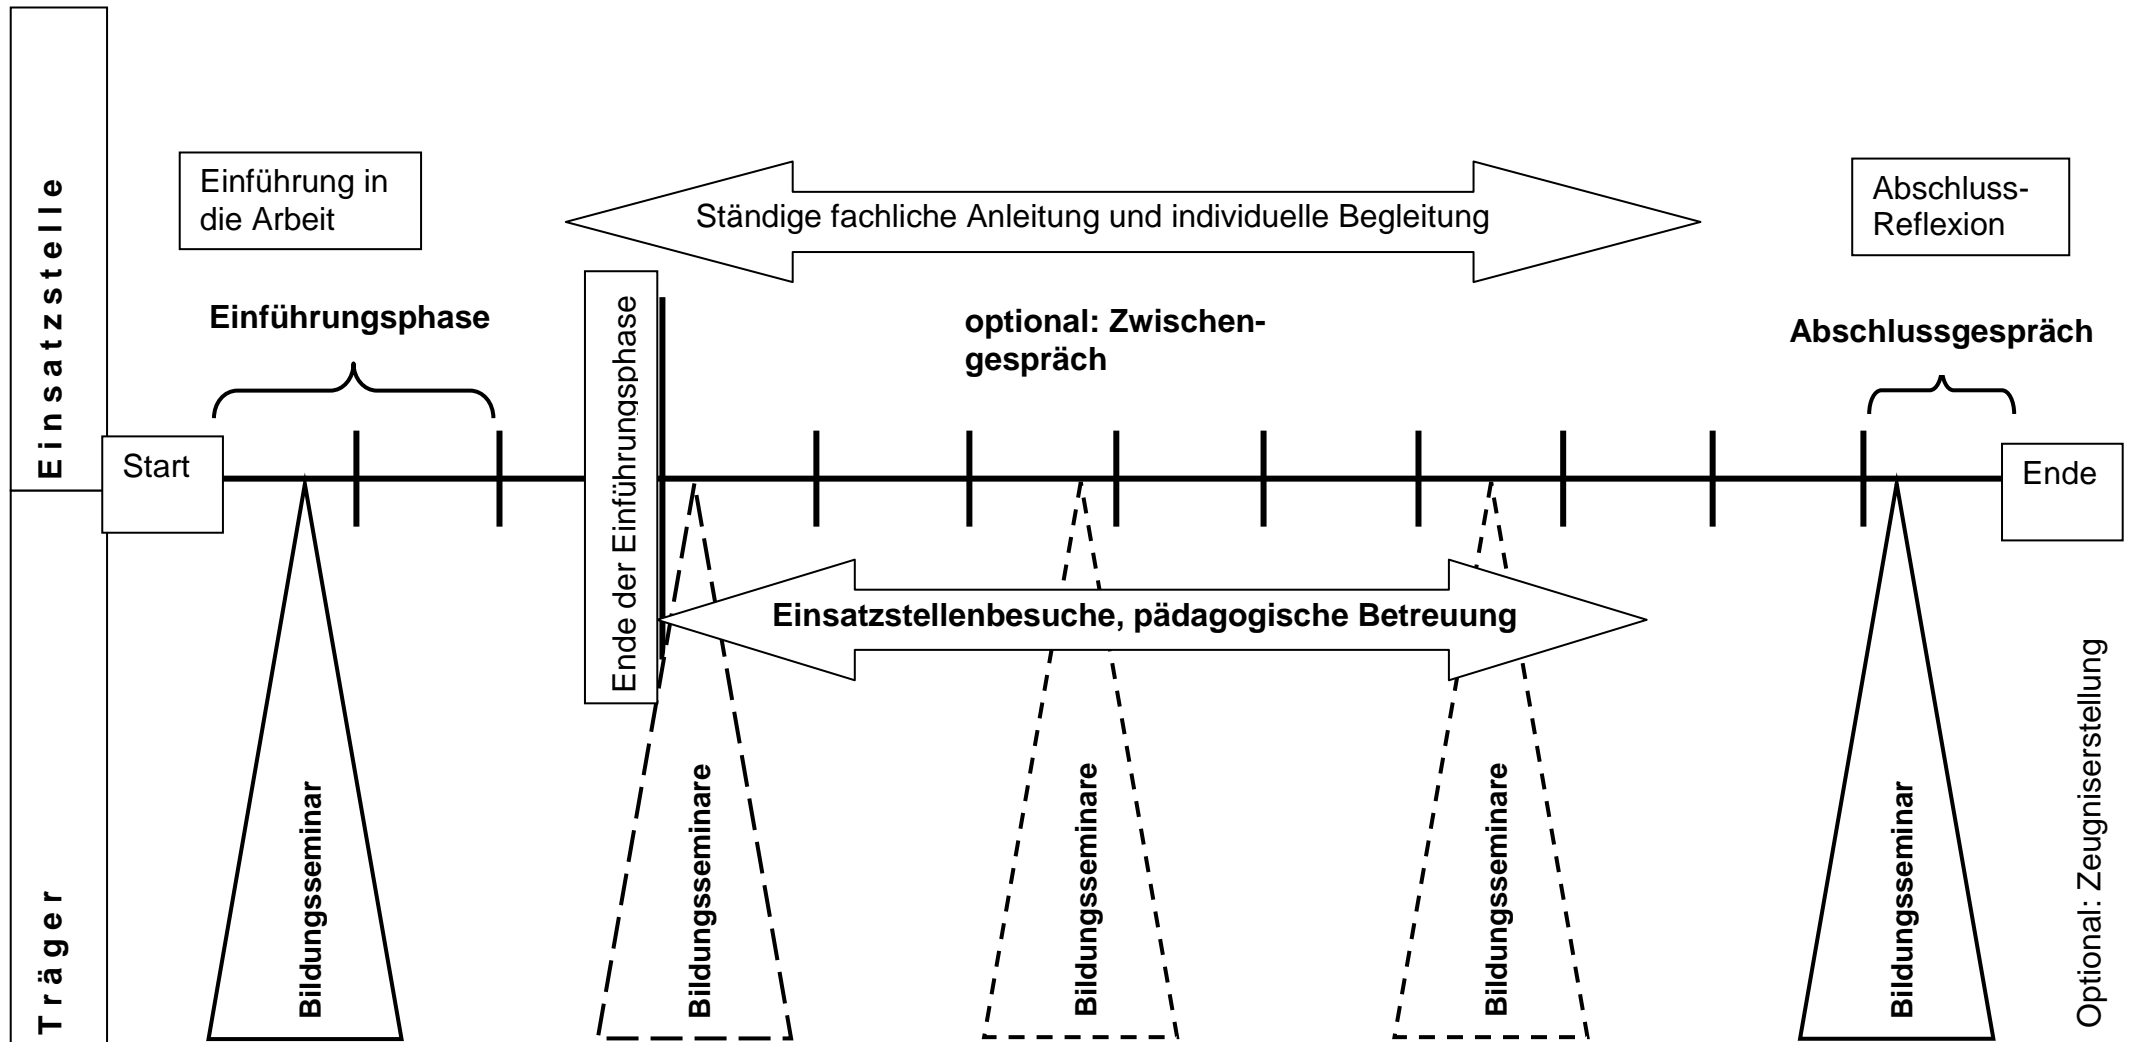 Einsatzstelle
Einführung in
die Arbeit
Ständige fachliche Anleitung und individuelle Begleitung
Abschluss-
Reflexion
Einführungsphase
Ende der Einführungsphase
optional: Zwischen-
gespräch
Abschlussgespräch
Start
Ende
Träger
Einsatzstellenbesuche, pädagogische Betreuung
Bildungsseminar
Bildungsseminare
Bildungsseminare
Bildungsseminare
Bildungsseminar
Optional: Zeugniserstellung